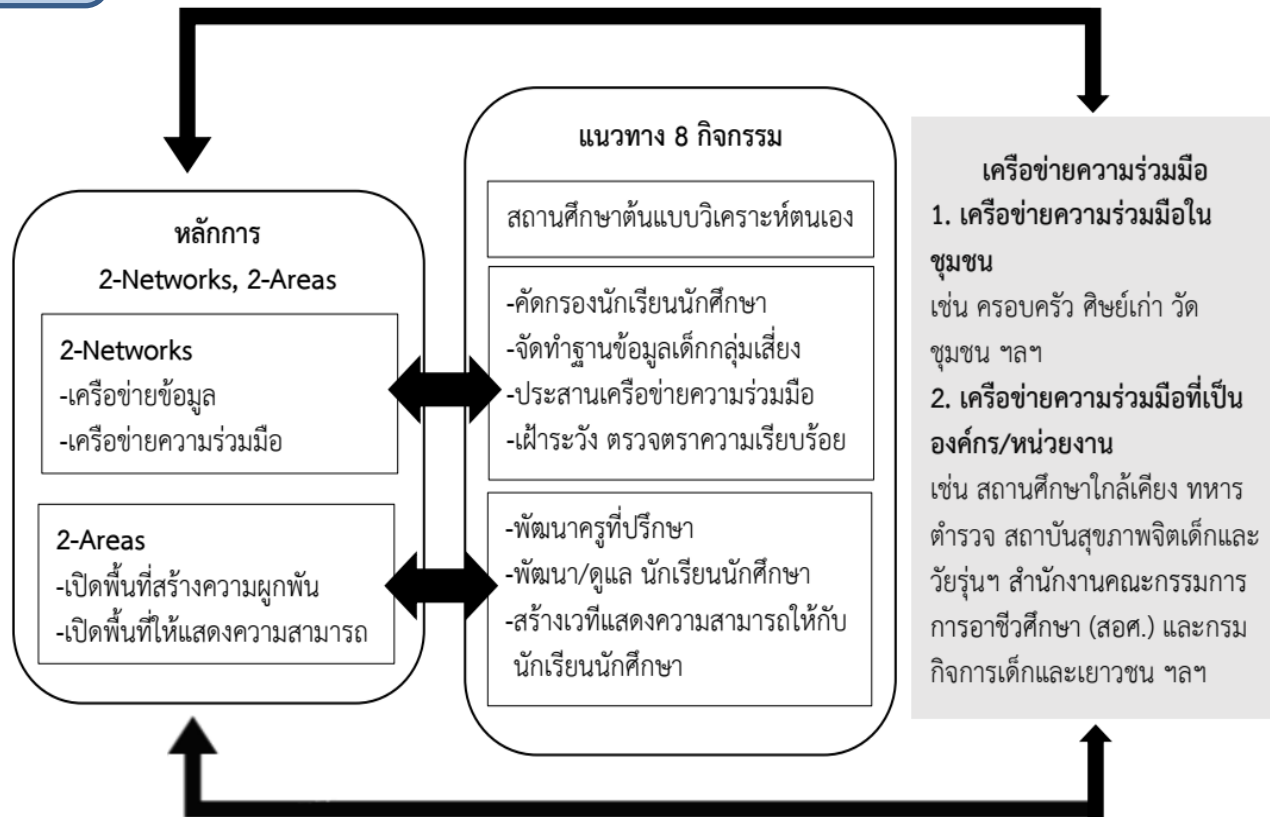 หลักการ
2-Networks, 2-Areas
2-Networks
-เครือข่ายข้อมูล
-เครือข่ายความร่วมมือ
2-Areas
-เปิดพื้นที่สร้างความผูกพัน
-เปิดพื้นที่ให้แสดงความสามารถ
แนวทาง 8 กิจกรรม
สถานศึกษาต้นแบบวิเคราะห์ตนเอง
-คัดกรองนักเรียนนักศึกษา
-จัดทำฐานข้อมูลเด็กกลุ่มเสี่ยง
-ประสานเครือข่ายความร่วมมือ
-เฝ้าระวัง ตรวจตราความเรียบร้อย
-พัฒนาครูที่ปรึกษา
-พัฒนา/ดูแล นักเรียนนักศึกษา
-สร้างเวทีแสดงความสามารถให้กับ
นักเรียนนักศึกษา
เครือข่ายความร่วมมือ
1. เครือข่ายความร่วมมือใน
ชุมชน
เช่น ครอบครัว ศิษย์เก่า วัด
ชุมชน ฯลฯ
2. เครือข่ายความร่วมมือที่เป็น
องค์กร/หน่วยงาน
เช่น สถานศึกษาใกล้เคียง ทหาร
ตำรวจ สถาบันสุขภาพจิตเด็กและ
วัยรุ่นฯ สำนักงานคณะกรรมการ
การอาชีวศึกษา (สอศ.) และกรม
กิจการเด็กและเยาวชน ฯลฯ